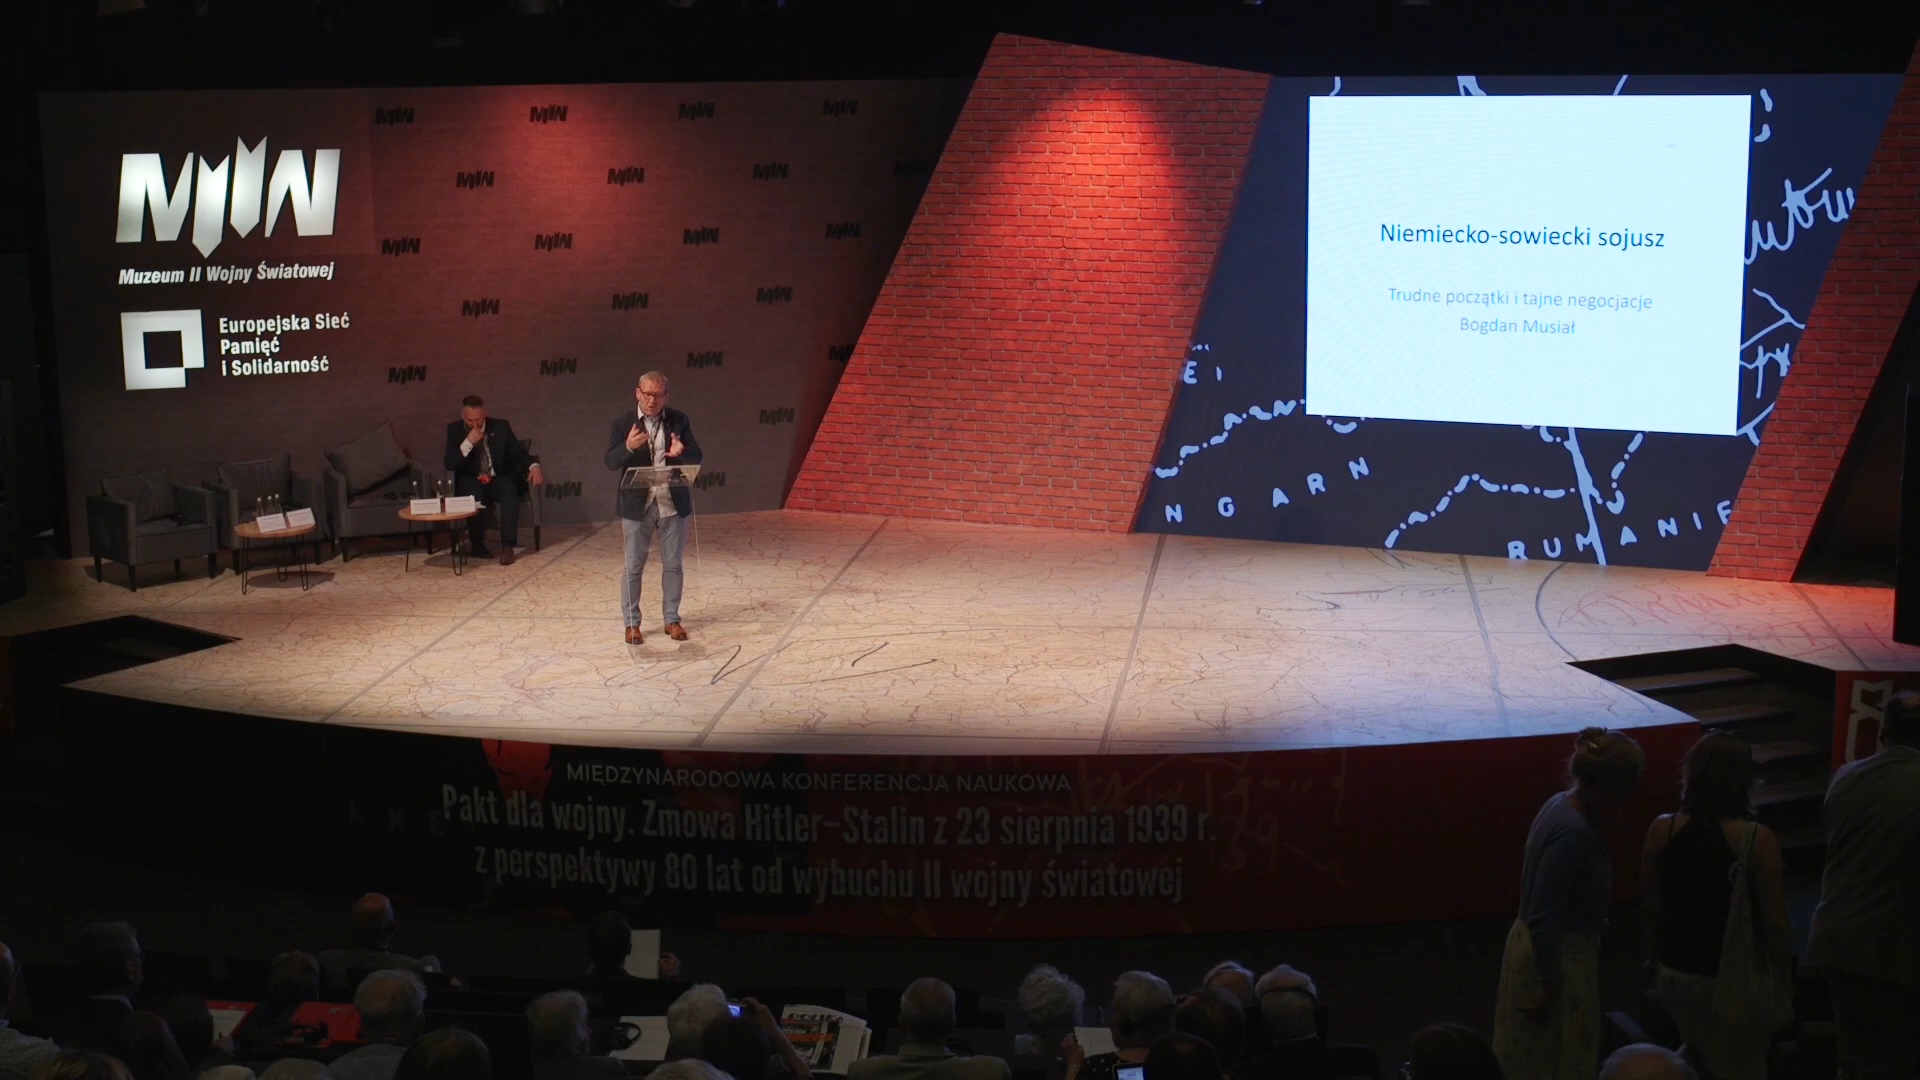 MW
Muzeum II Wojny Światowej
Europejska Sieć
Pamięć
i Solidarność
Niemiecko-sowiecki sojusz
Trudne początki i tajne negocjacje
Bogdan Musiał
NGARN
RUMANIE
MIĘDZYNARODOWA KONFERENCJA NAUKOWA
Pakt dla wojny. Zmowa Hitler–Stalin z 23 sierpnia 1939 r.
z perspektywy 80 lat od wybuchu II wojny światowej